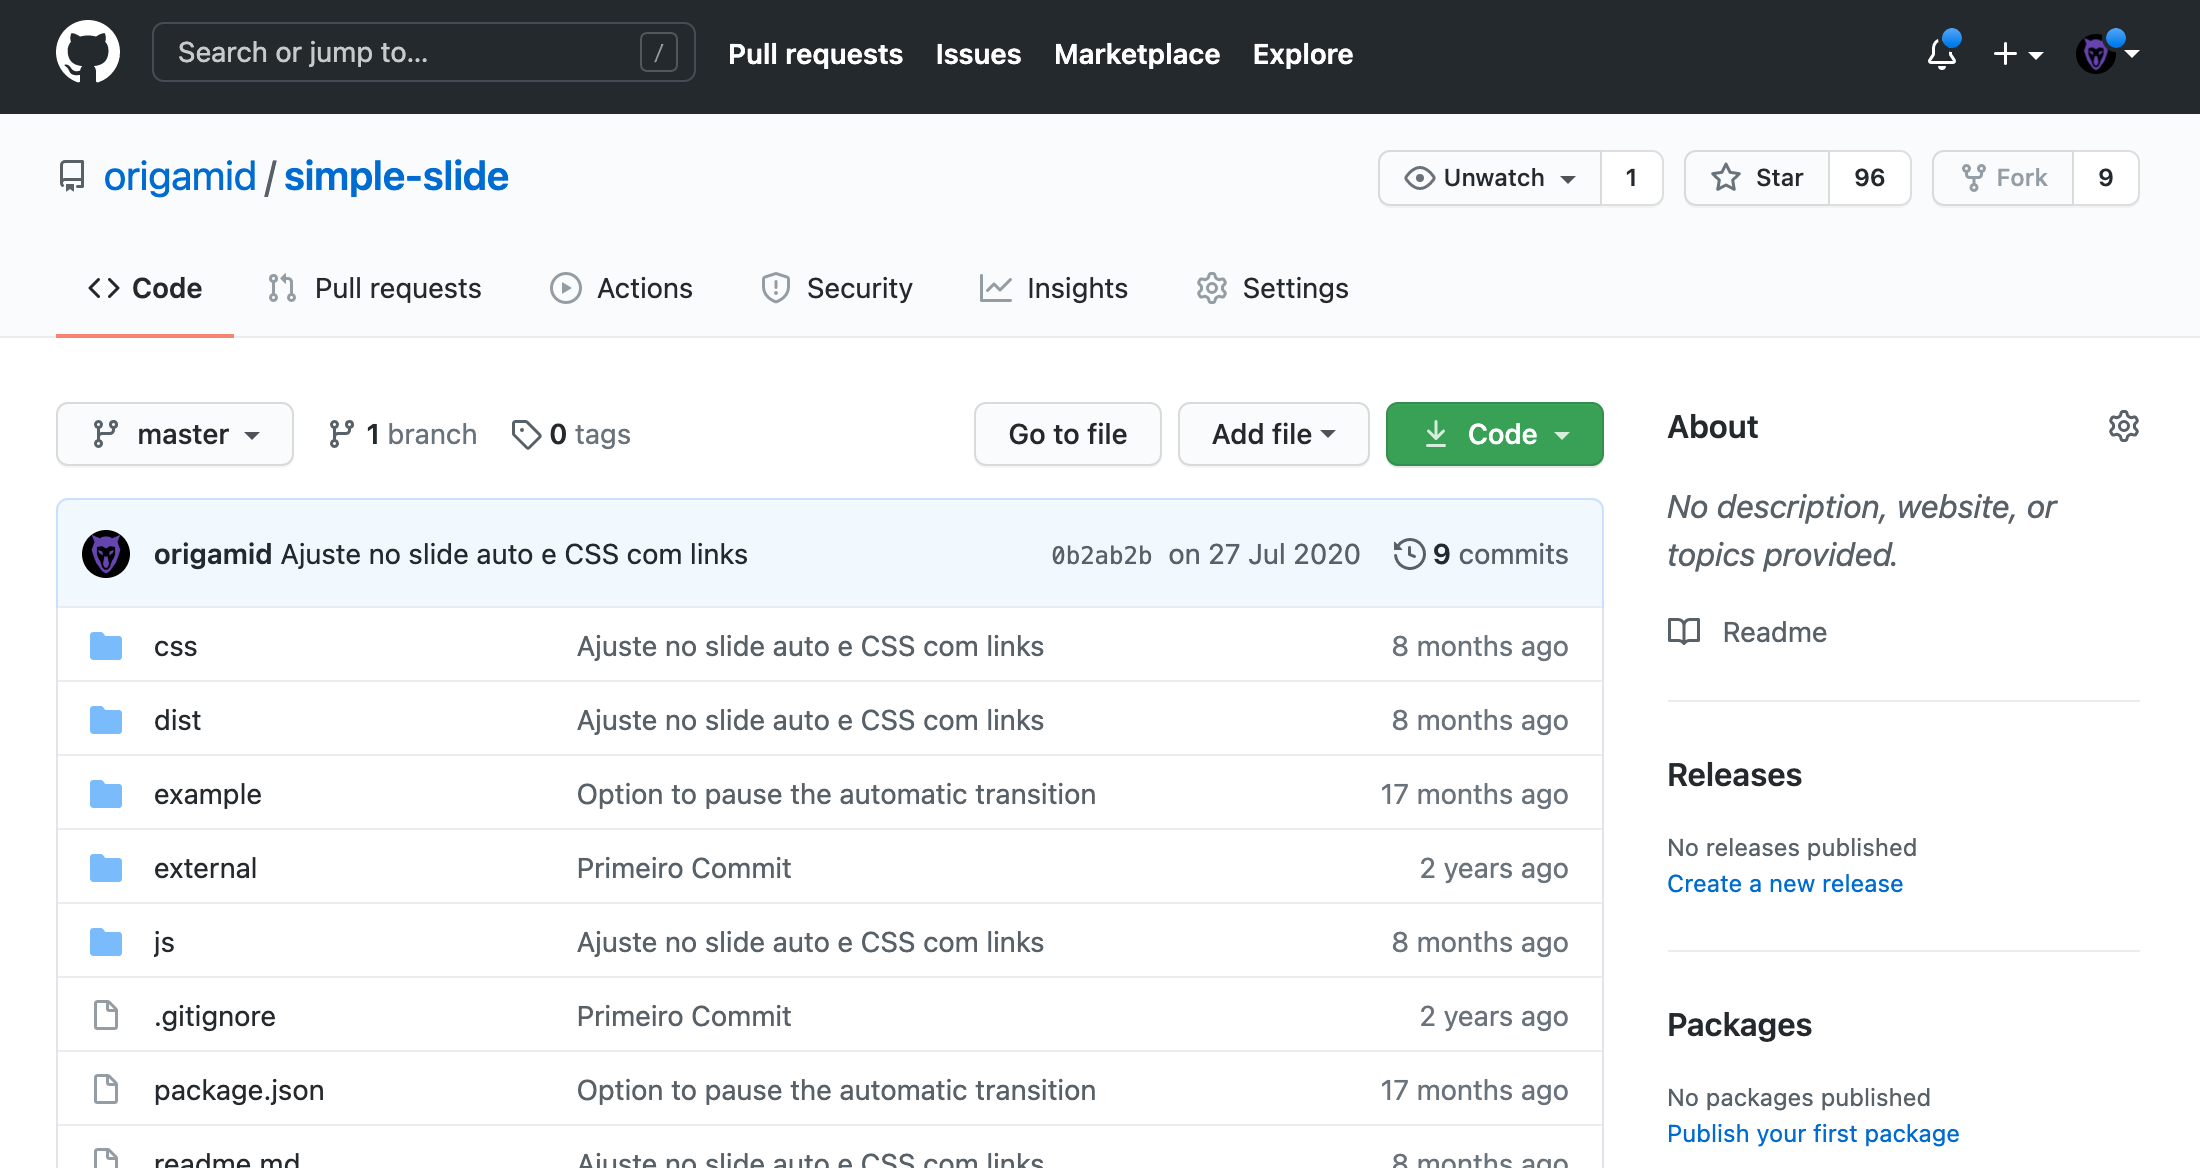 Search or jump to... /
Pull requests Issues Marketplace Explore
origamid / simple-slide
Unwatch 1 Star 96 Fork 9
Code Pull requests Actions Security Insights Settings
master 1 branch 0 tags
Go to file Add file Code
origamid Ajuste no slide auto e CSS com links 0b2ab2b on 27 Jul 2020 9 commits
css Ajuste no slide auto e CSS com links 8 months ago
dist Ajuste no slide auto e CSS com links 8 months ago
example Option to pause the automatic transition 17 months ago
external Primeiro Commit 2 years ago
js Ajuste no slide auto e CSS com links 8 months ago
.gitignore Primeiro Commit 2 years ago
package.json Option to pause the automatic transition 17 months ago
readme.md Ajuste no slide auto e CSS com links 8 months ago
About
No description, website, or
topics provided.
Readme
Releases
No releases published
Create a new release
Packages
No packages published
Publish your first package